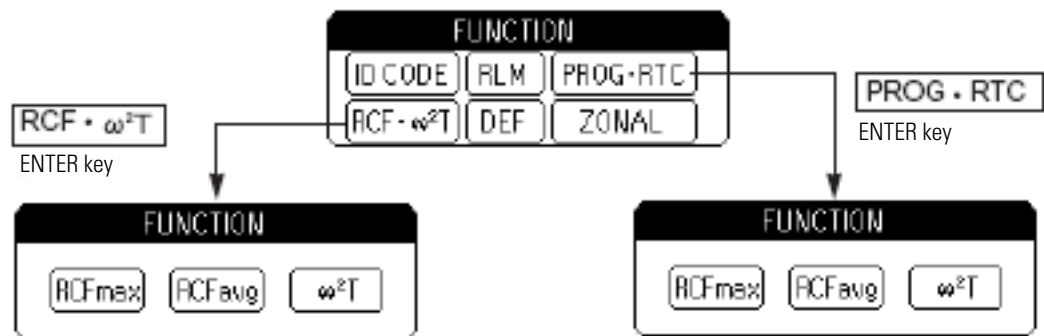 FUNCTION
ID CODE RLM PROG・RTC
RCF・ω²T DEF ZONAL
RCF・ω²T
ENTER key
PROG・RTC
ENTER key
FUNCTION
RCFmax RCFavg ω²T
FUNCTION
RCFmax RCFavg ω²T